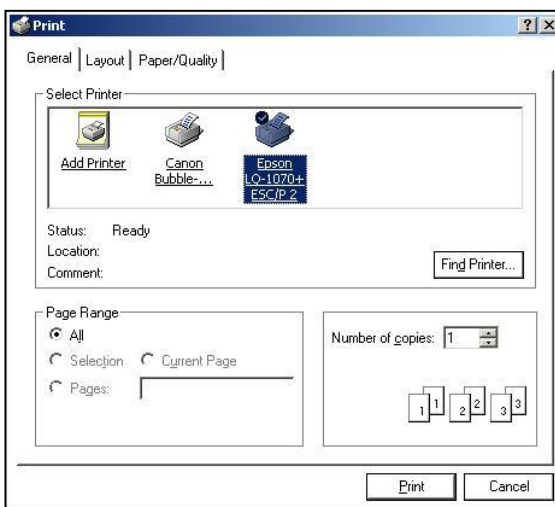 Print
General Layout Paper/Quality
Select Printer
Add Printer Canon Bubble-... Epson LQ-1070+ ESC/P 2
Status: Ready
Location:
Comment:
Find Printer...
Page Range
All
Selection Current Page
Pages:
Number of copies: 1
1 1 2 2 3 3
Print Cancel